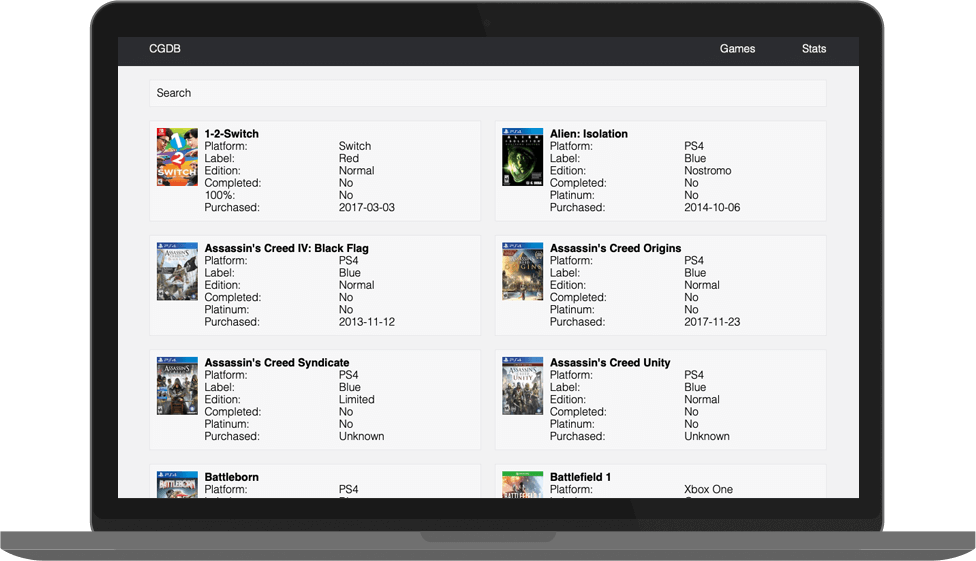 CGDB
Games
Stats
Search
1-2-Switch
Platform: Switch
Label: Red
Edition: Normal
Completed: No
100%: No
Purchased: 2017-03-03
Alien: Isolation
Platform: PS4
Label: Blue
Edition: Nostromo
Completed: No
Platinum: No
Purchased: 2014-10-06
Assassin's Creed IV: Black Flag
Platform: PS4
Label: Blue
Edition: Normal
Completed: No
Platinum: No
Purchased: 2013-11-12
Assassin's Creed Origins
Platform: PS4
Label: Blue
Edition: Normal
Completed: No
Platinum: No
Purchased: 2017-11-23
Assassin's Creed Syndicate
Platform: PS4
Label: Blue
Edition: Limited
Completed: No
Platinum: No
Purchased: Unknown
Assassin's Creed Unity
Platform: PS4
Label: Blue
Edition: Normal
Completed: No
Platinum: No
Purchased: Unknown
Battleborn
Platform: PS4
Battlefield 1
Platform: Xbox One